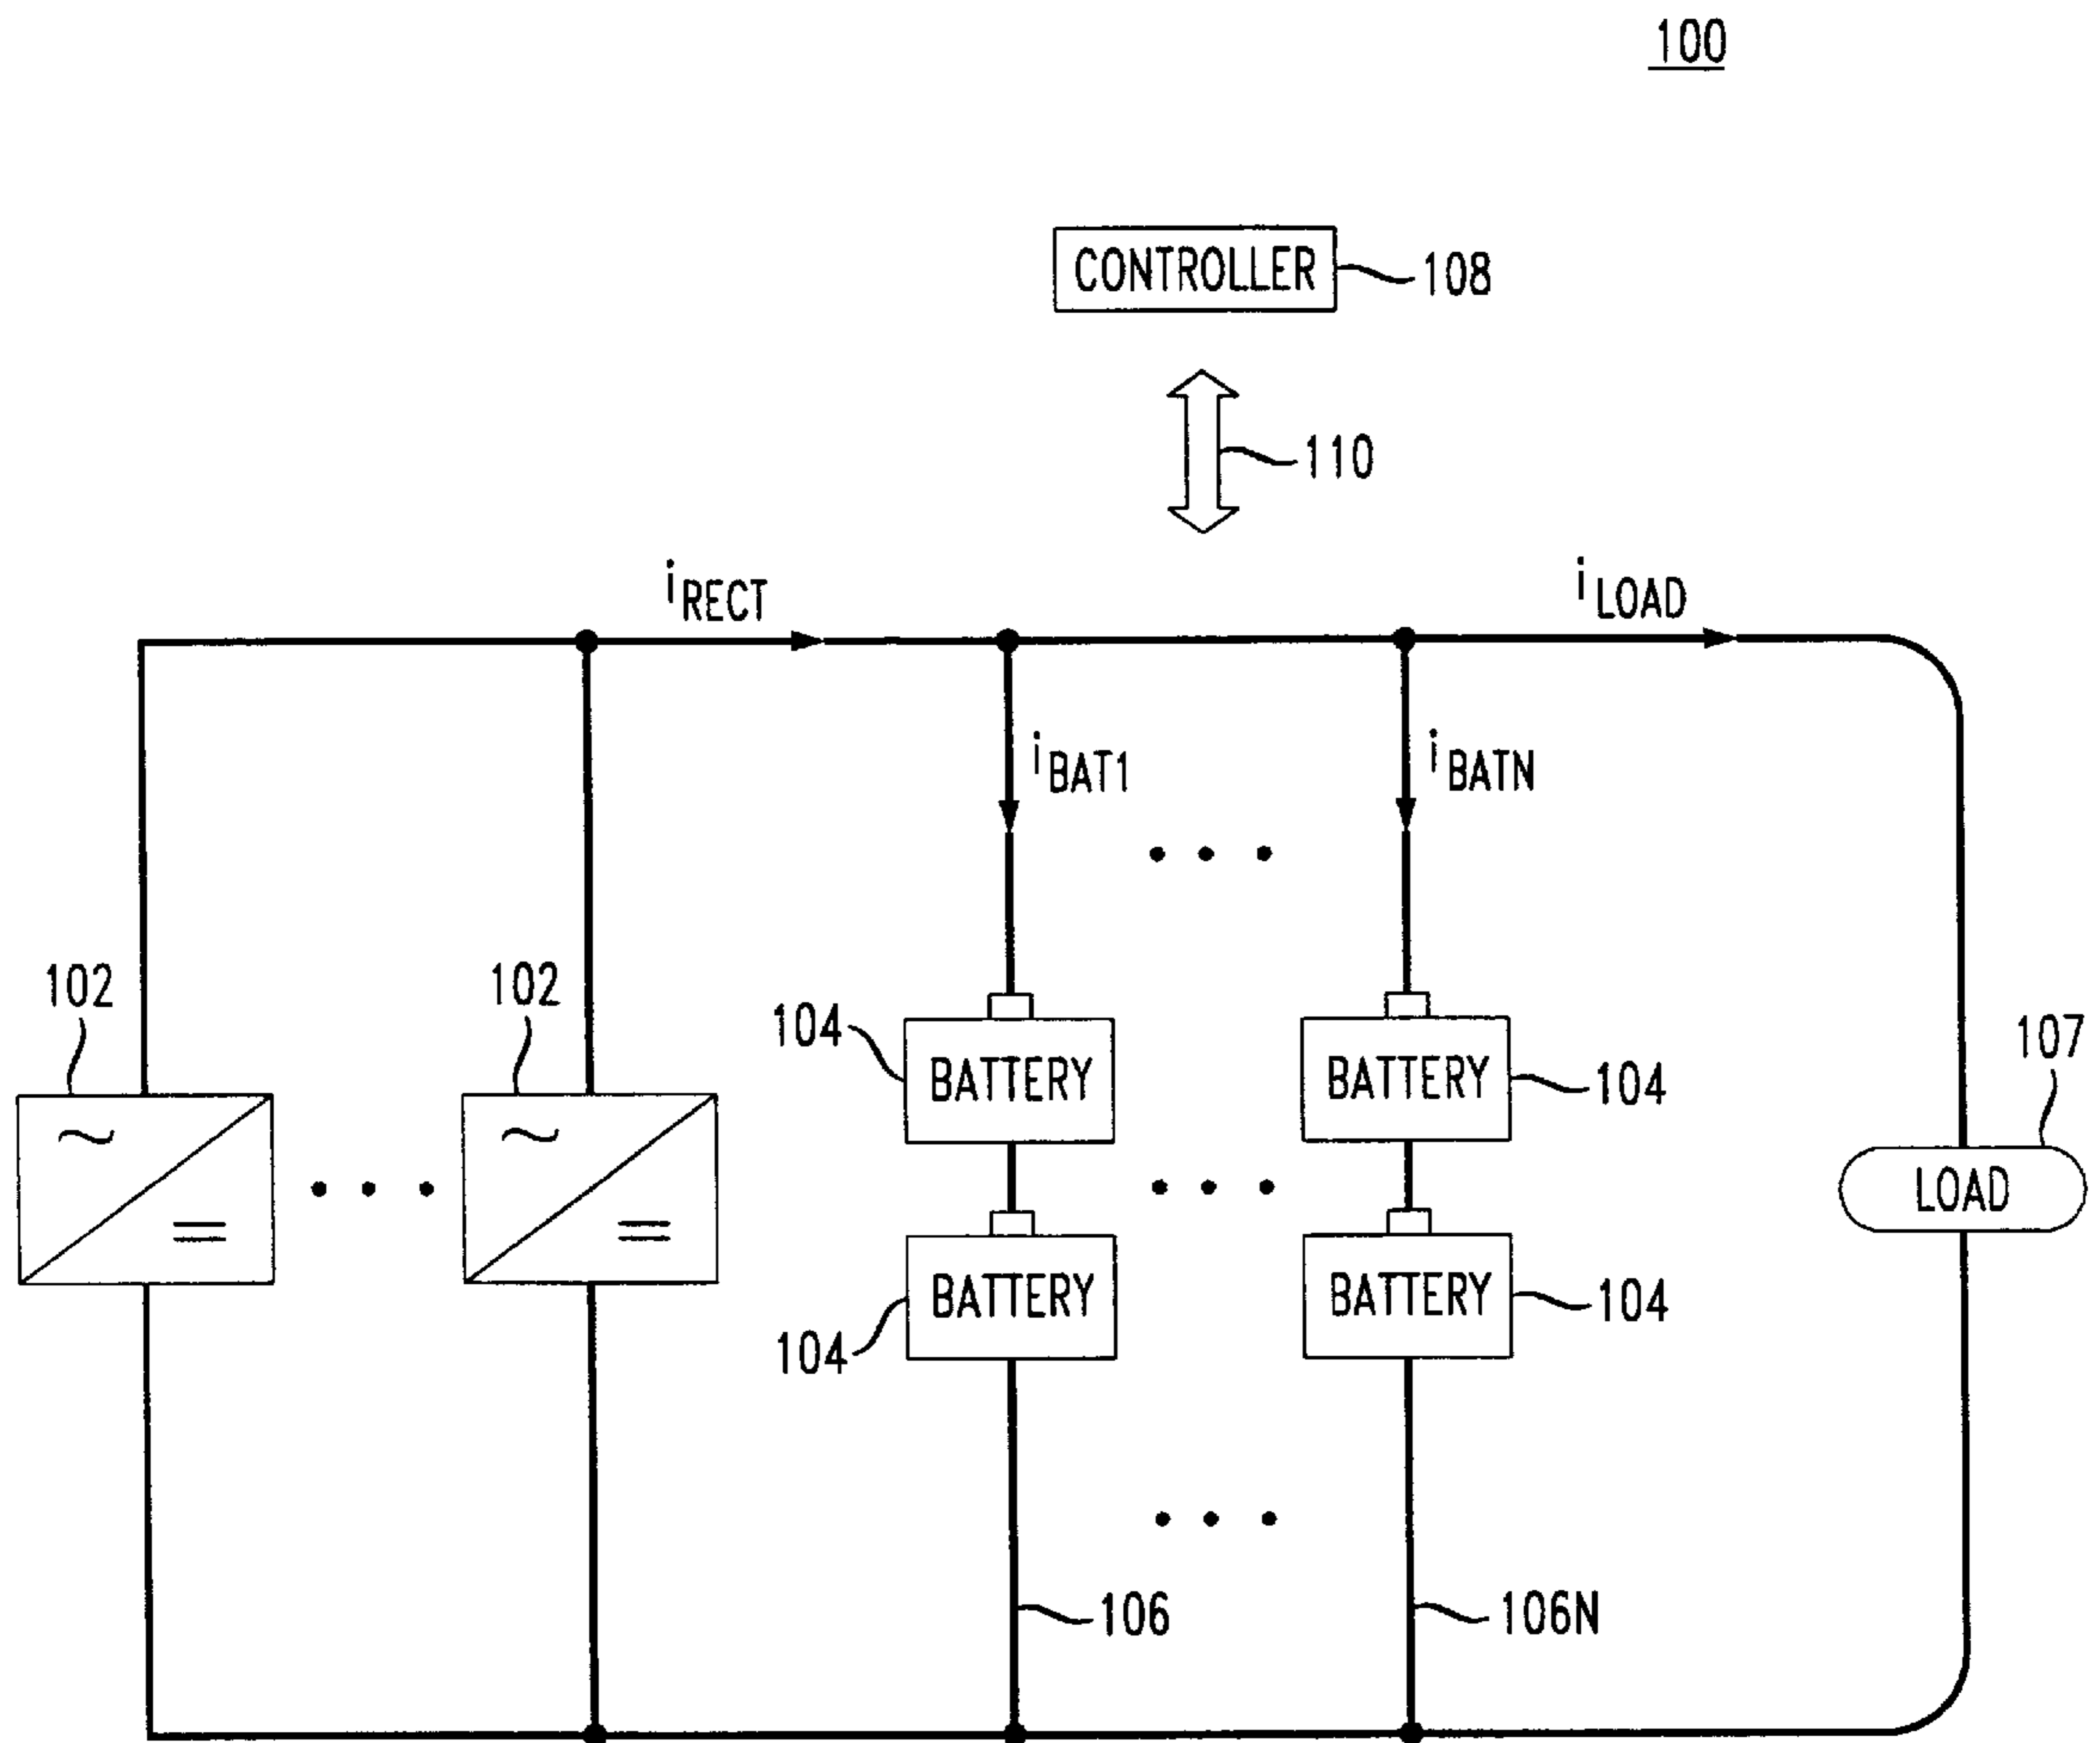 100
CONTROLLER
108
110
iRECT
iLOAD
iBAT1
iBATN
102
102
104
BATTERY
BATTERY
104
107
LOAD
104
BATTERY
BATTERY
104
106
106N